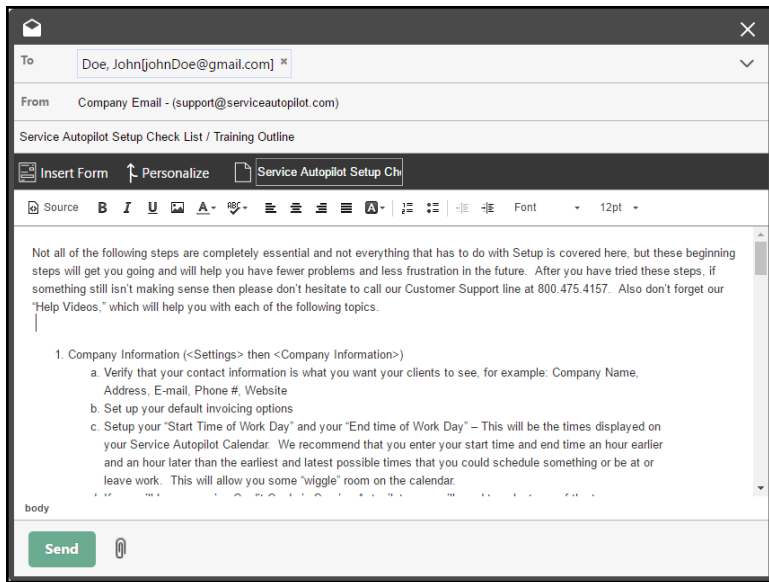 To
Doe, John[johnDoe@gmail.com] ×
From Company Email - (support@serviceautopilot.com)
Service Autopilot Setup Check List / Training Outline
Insert Form Personalize Service Autopilot Setup Che
Source B I U A ABC A Font 12pt
Not all of the following steps are completely essential and not everything that has to do with Setup is covered here, but these beginning
steps will get you going and will help you have fewer problems and less frustration in the future. After you have tried these steps, if
something still isn’t making sense then please don’t hesitate to call our Customer Support line at 800.475.4157. Also don’t forget our
“Help Videos,” which will help you with each of the following topics.
1. Company Information (<Settings> then <Company Information>)
a. Verify that your contact information is what you want your clients to see, for example: Company Name,
Address, E-mail, Phone #, Website
b. Set up your default invoicing options
c. Setup your “Start Time of Work Day” and your “End time of Work Day” – This will be the times displayed on
your Service Autopilot Calendar. We recommend that you enter your start time and end time an hour earlier
and an hour later than the earliest and latest possible times that you could schedule something or be at or
leave work. This will allow you some “wiggle” room on the calendar.
body
Send